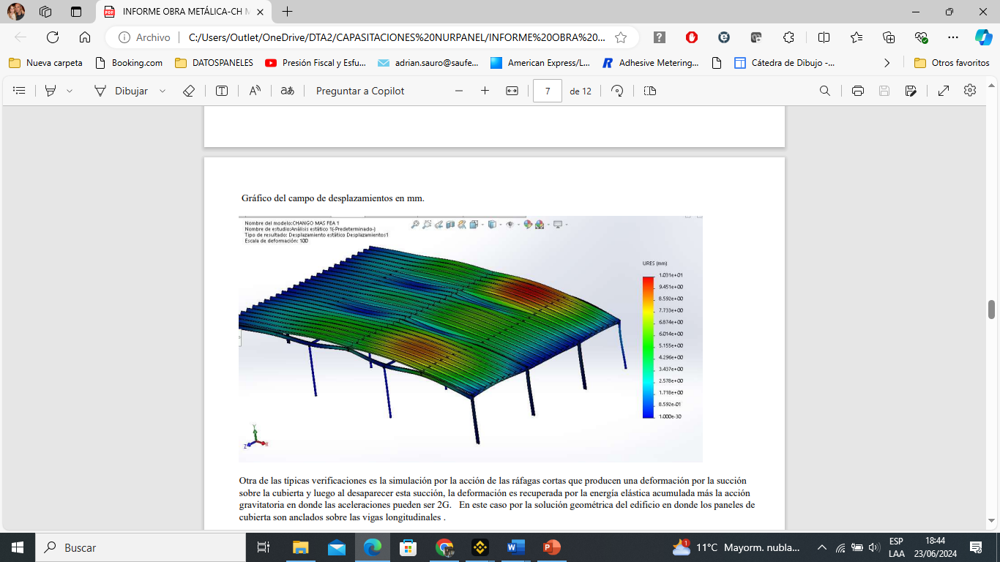 INFORME OBRA METÁLICA-CH M
Archivo
C:/Users/Outlet/OneDrive/DTA2/CAPASITACIONES%20NURPANEL/INFORME%20OBRA%20...
Nueva carpeta
Booking.com
DATOSPANELES
Presión Fiscal y Esfu...
adrian.sauro@saufe...
American Express/L...
Adhesive Metering...
Cátedra de Dibujo -...
Otros favoritos
Dibujar
Preguntar a Copilot
7
de 12
Gráfico del campo de desplazamientos en mm.
Nombre del modelo:CHANGO MAS FEA 1
Nombre de estudio:Análisis estático 1(-Predeterminado-)
Tipo de resultado: Desplazamiento estático Desplazamientos1
Escala de deformación: 100
URES (mm)
1.031e+01
9.451e+00
8.592e+00
7.733e+00
6.874e+00
6.014e+00
5.155e+00
4.296e+00
3.437e+00
2.578e+00
1.718e+00
8.592e-01
1.000e-30
Y
Z
X
Otra de las típicas verificaciones es la simulación por la acción de las ráfagas cortas que producen una deformación por la succión
sobre la cubierta y luego al desaparecer esta succión, la deformación es recuperada por la energía elástica acumulada más la acción
gravitatoria en donde las aceleraciones pueden ser 2G.   En este caso por la solución geométrica del edificio en donde los paneles de
cubierta son anclados sobre las vigas longitudinales .
Buscar
11°C Mayorm. nubla...
ESP
LAA
18:44
23/06/2024